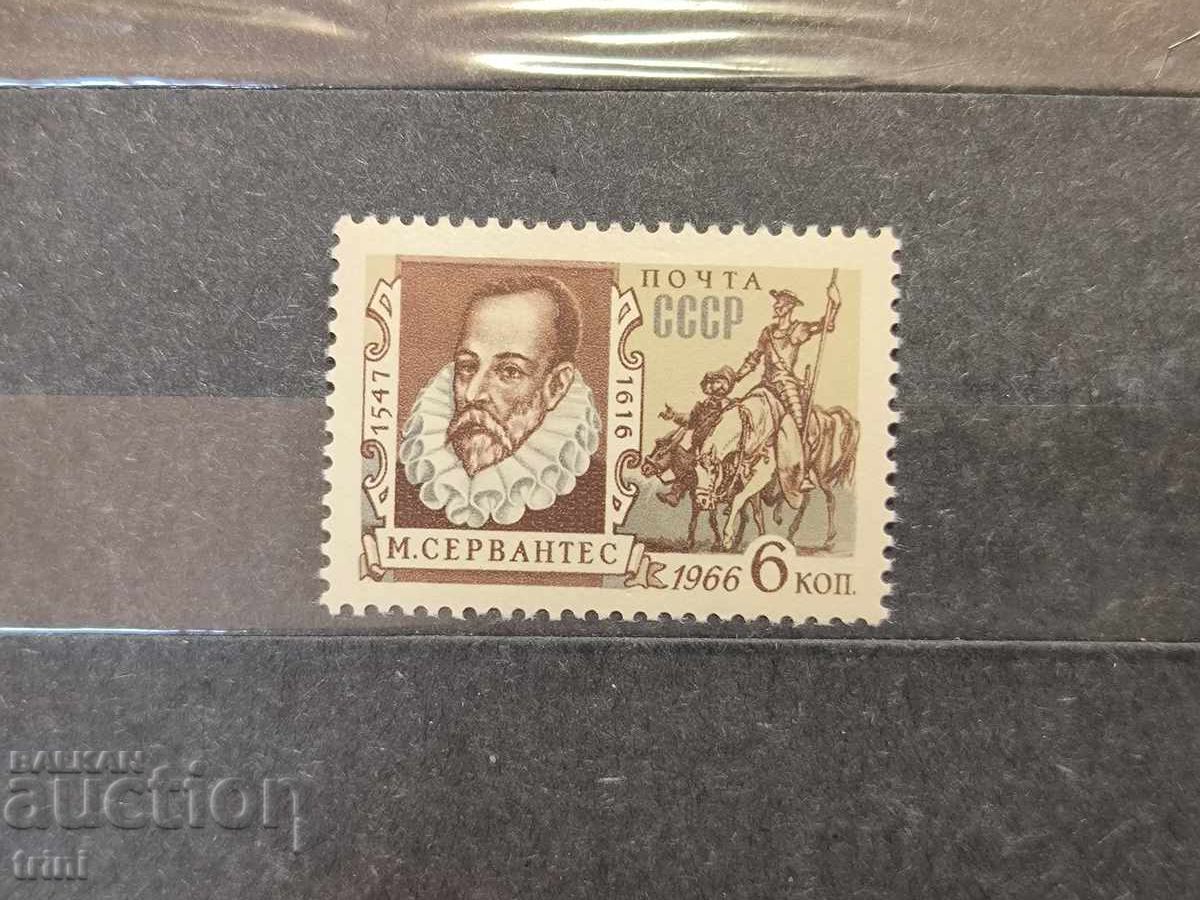 ПОЧТА
СССР
1547
1616
М.СЕРВАНТЕС
1966 6 КОП.
BALKAN
auction
trini